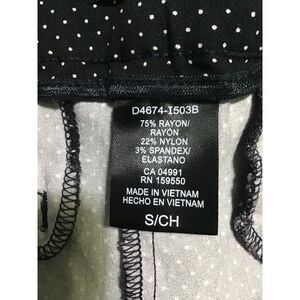 D4674-I503B
75% RAYON/
RAYÓN
22% NYLON
3% SPANDEX/
ELASTANO
CA 04991
RN 159550
MADE IN VIETNAM
HECHO EN VIETNAM
S/CH